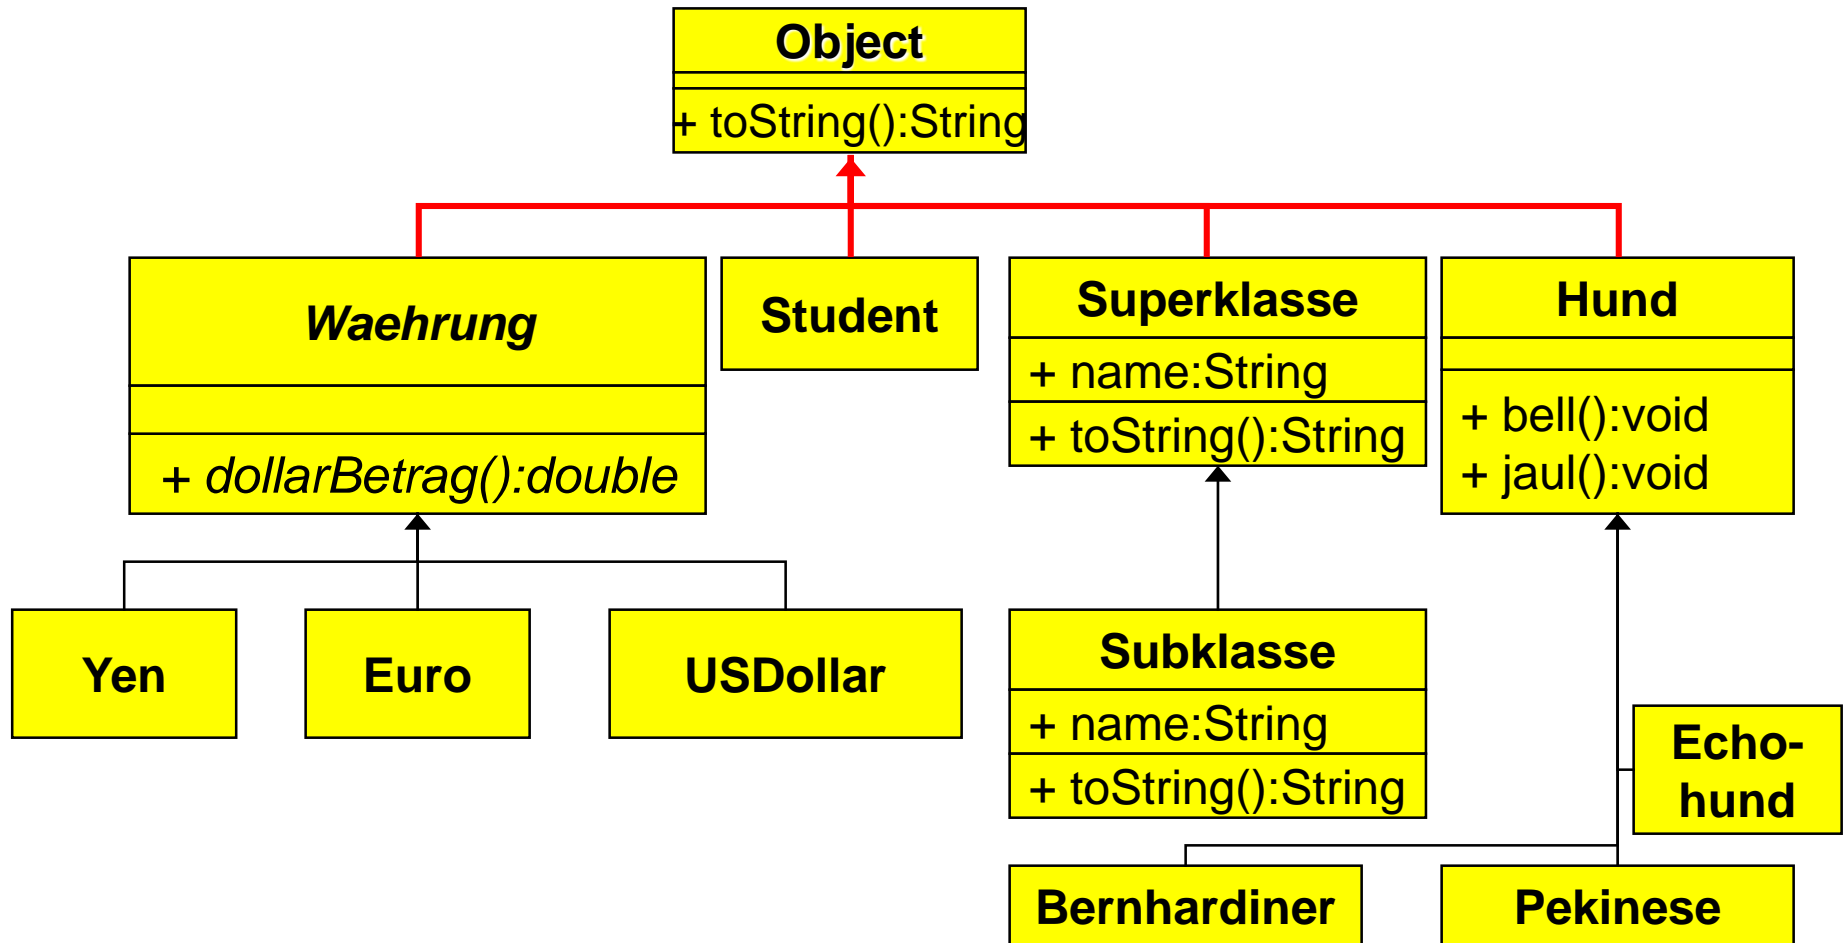 Object
+ toString():String
Waehrung
+ dollarBetrag():double
Student
Superklasse
+ name:String
+ toString():String
Hund
+ bell():void
+ jaul():void
Yen
Euro
USDollar
Subklasse
+ name:String
+ toString():String
Echo-
hund
Bernhardiner
Pekinese